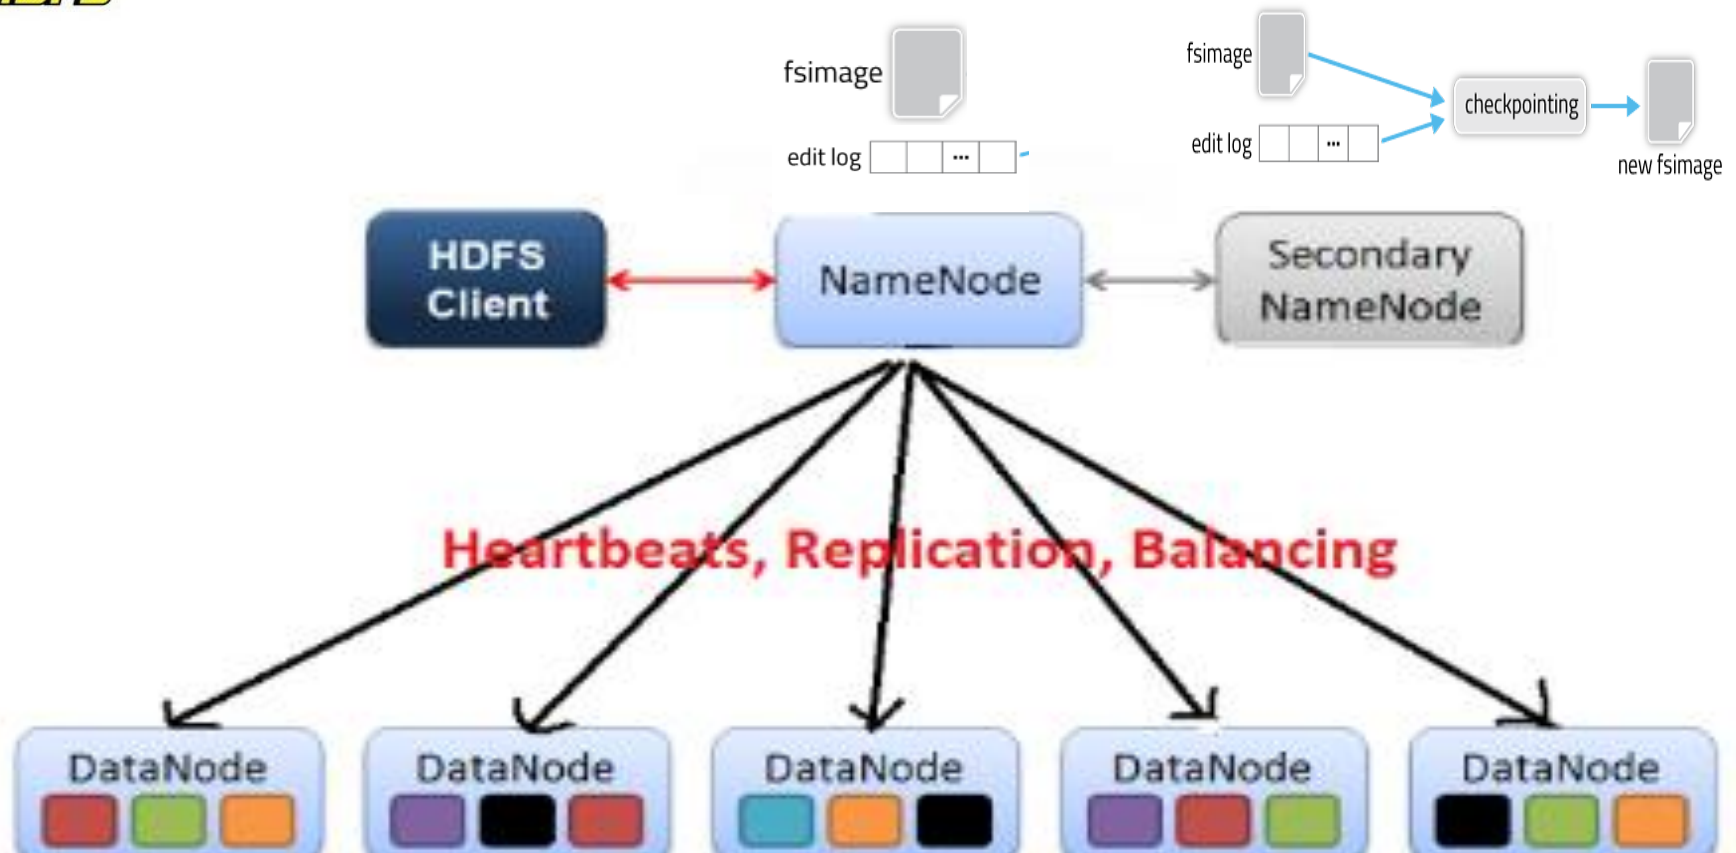 fsimage
edit log
...
fsimage
edit log
...
checkpointing
new fsimage
HDFS
Client
NameNode
Secondary
NameNode
Heartbeats, Replication, Balancing
DataNode
DataNode
DataNode
DataNode
DataNode